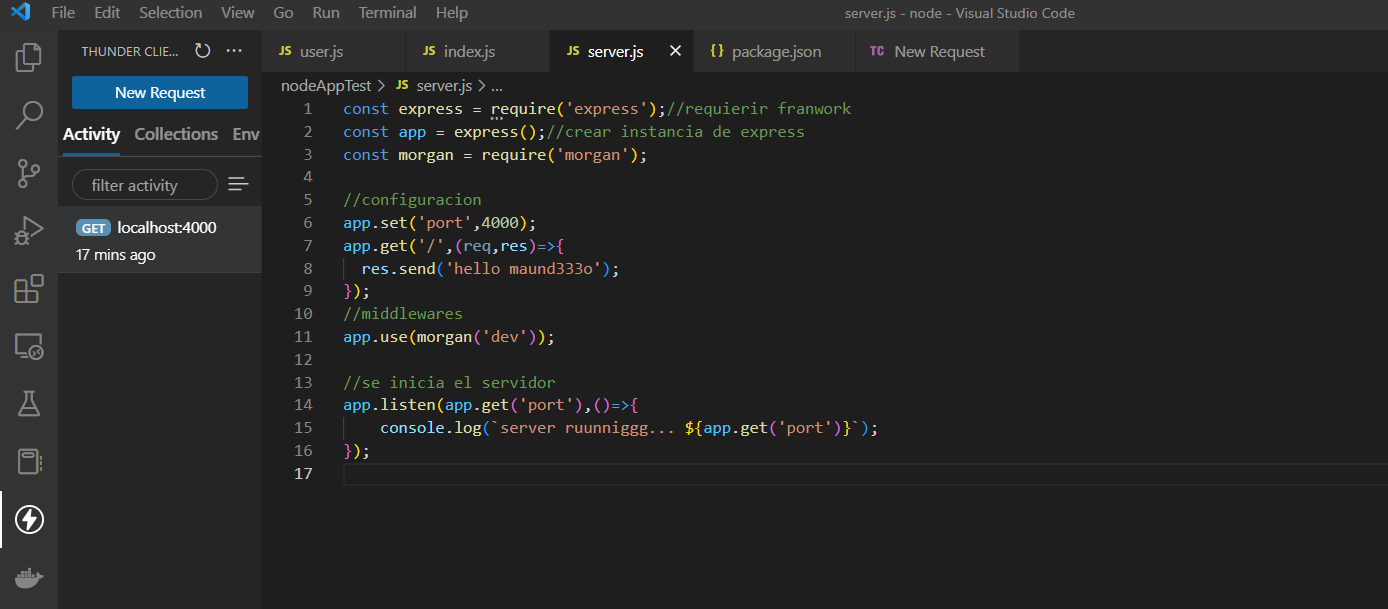 File Edit Selection View Go Run Terminal Help
server.js - node - Visual Studio Code
THUNDER CLIE... ...
New Request
Activity Collections Env
filter activity
GET localhost:4000
17 mins ago
JS user.js
JS index.js
JS server.js ×
{} package.json
TC New Request
nodeAppTest > JS server.js > ...
1 const express = require('express');//requierir franwork
2 const app = express();//crear instancia de express
3 const morgan = require('morgan');
4
5 //configuracion
6 app.set('port',4000);
7 app.get('/',(req,res)=>{
8 res.send('hello maund333o');
9 });
10 //middlewares
11 app.use(morgan('dev'));
12
13 //se inicia el servidor
14 app.listen(app.get('port'),()=>{
15 console.log(`server ruunniggg... ${app.get('port')}`);
16 });
17